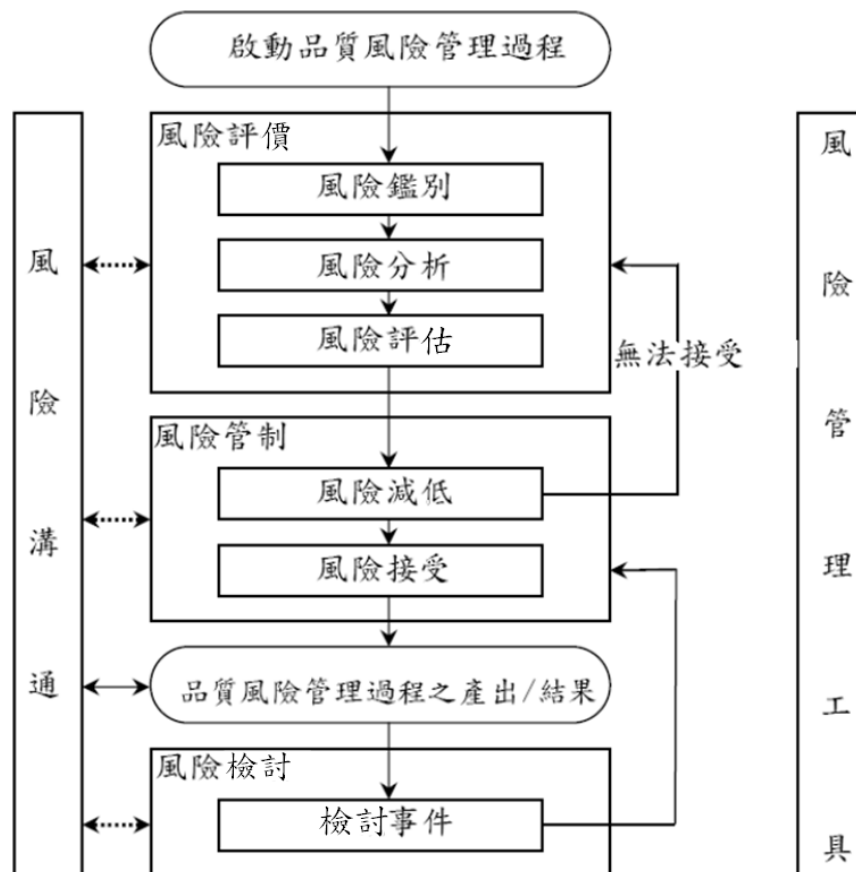 啟動品質風險管理過程
風險評價
風險鑑別
風險分析
風險評估
無法接受
風險管制
風險減低
風險接受
品質風險管理過程之產出/結果
風險檢討
檢討事件
風險溝通
風險管理工具